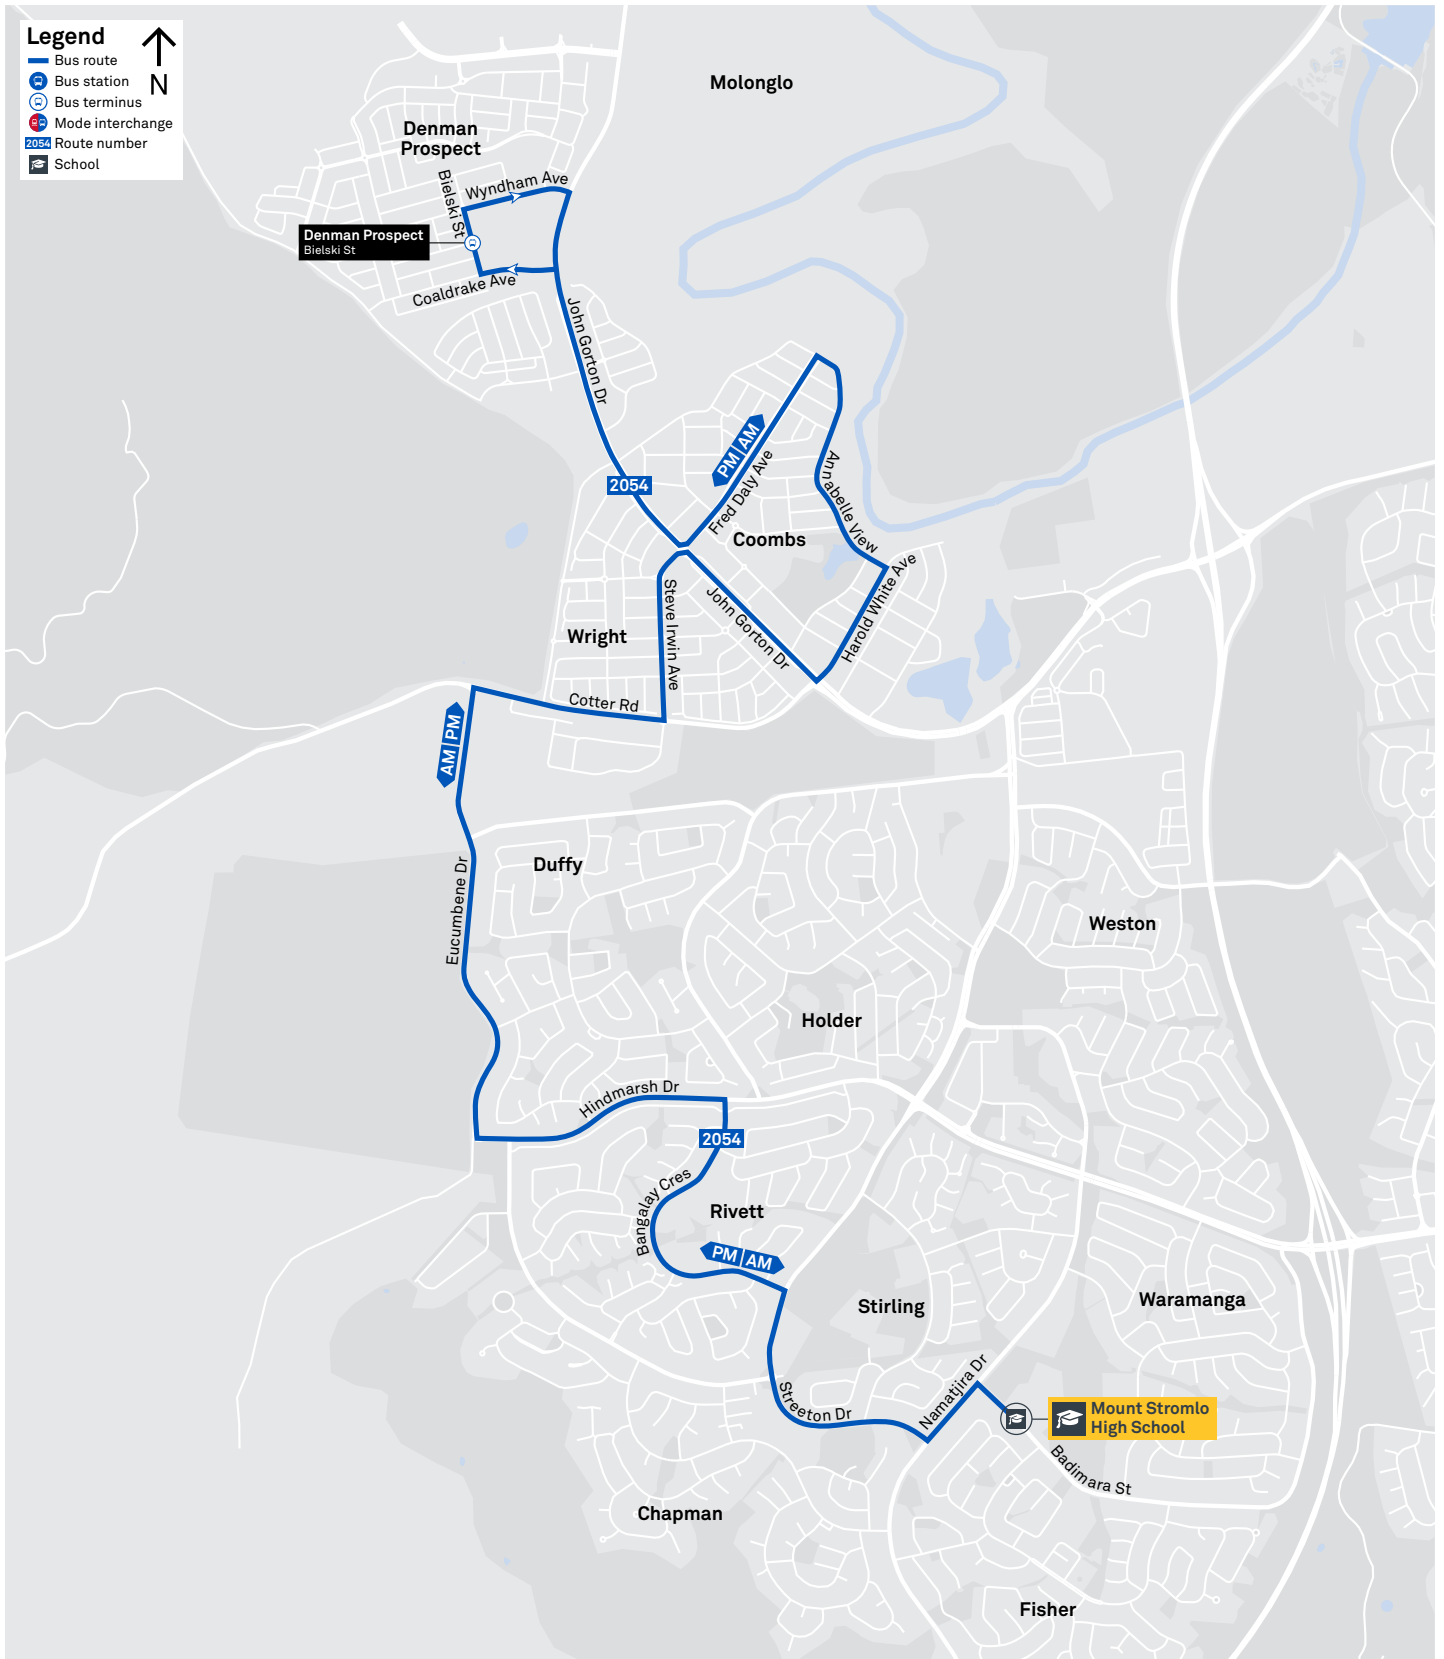 Legend
N
Bus route
Bus station
Bus terminus
Mode interchange
2054 Route number
School
Molonglo
Denman
Prospect
Wyndham Ave
Bielski St
Denman Prospect
Bielski St
Coaldrake Ave
John Gorton Dr
PM | AM
2054
Fred Daly Ave
Annabelle View
Coombs
Harold White Ave
John Gorton Dr
Steve Irwin Ave
Wright
Cotter Rd
AM | PM
Duffy
Eucumbene Dr
Weston
Holder
Hindmarsh Dr
2054
Bangalay Cres
Rivett
PM | AM
Stirling
Waramanga
Namatjira Dr
Streeton Dr
Mount Stromlo
High School
Badimara St
Chapman
Fisher